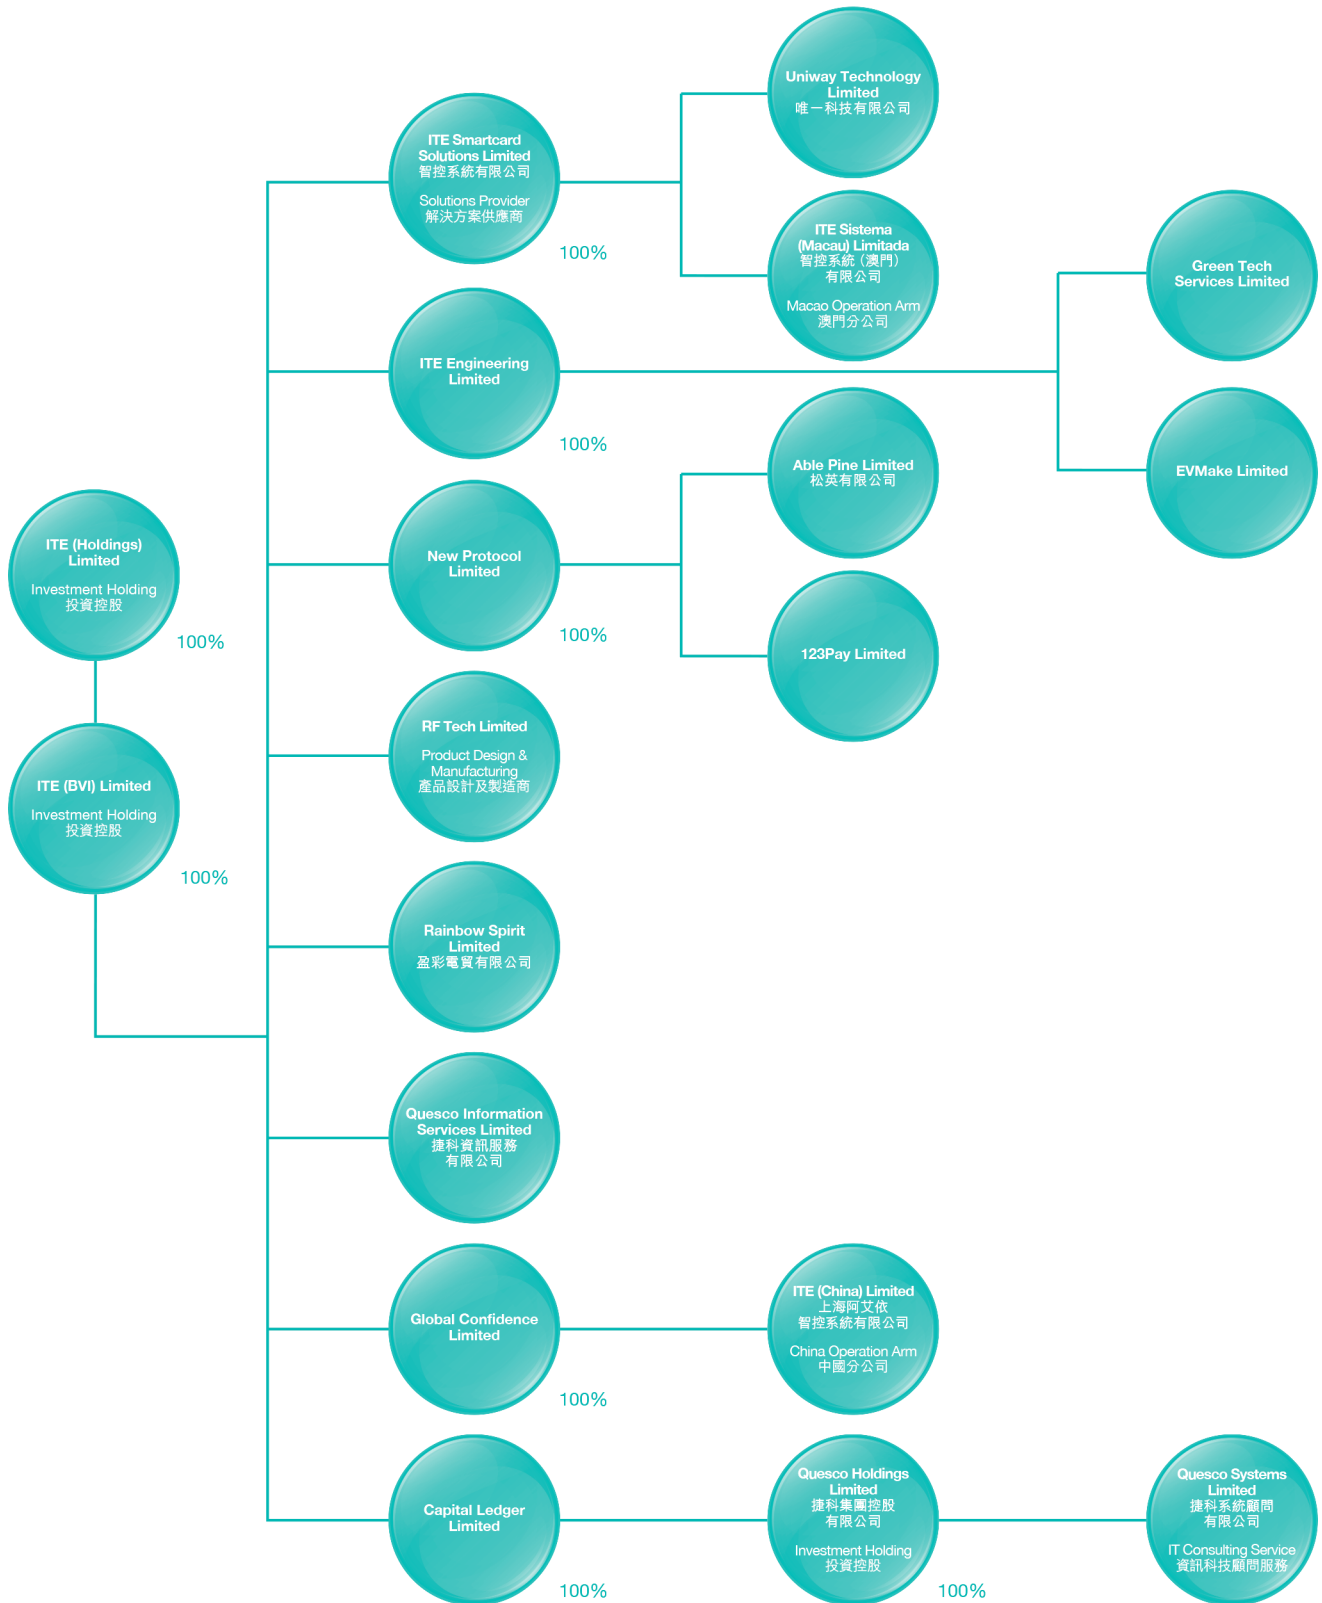 ITE (Holdings)
Limited
Investment Holding
投資控股
100%
ITE (BVI) Limited
Investment Holding
投資控股
100%
ITE Smartcard
Solutions Limited
智控系統有限公司
Solutions Provider
解決方案供應商
100%
Uniway Technology
Limited
唯一科技有限公司
ITE Sistema
(Macau) Limitada
智控系統（澳門）
有限公司
Macao Operation Arm
澳門分公司
ITE Engineering
Limited
100%
Green Tech
Services Limited
EVMake Limited
New Protocol
Limited
100%
Able Pine Limited
松英有限公司
123Pay Limited
RF Tech Limited
Product Design &
Manufacturing
產品設計及製造商
Rainbow Spirit
Limited
盈彩電貿有限公司
Quesco Information
Services Limited
捷科資訊服務
有限公司
Global Confidence
Limited
100%
ITE (China) Limited
上海阿艾依
智控系統有限公司
China Operation Arm
中國分公司
Capital Ledger
Limited
100%
Quesco Holdings
Limited
捷科集團控股
有限公司
Investment Holding
投資控股
100%
Quesco Systems
Limited
捷科系統顧問
有限公司
IT Consulting Service
資訊科技顧問服務